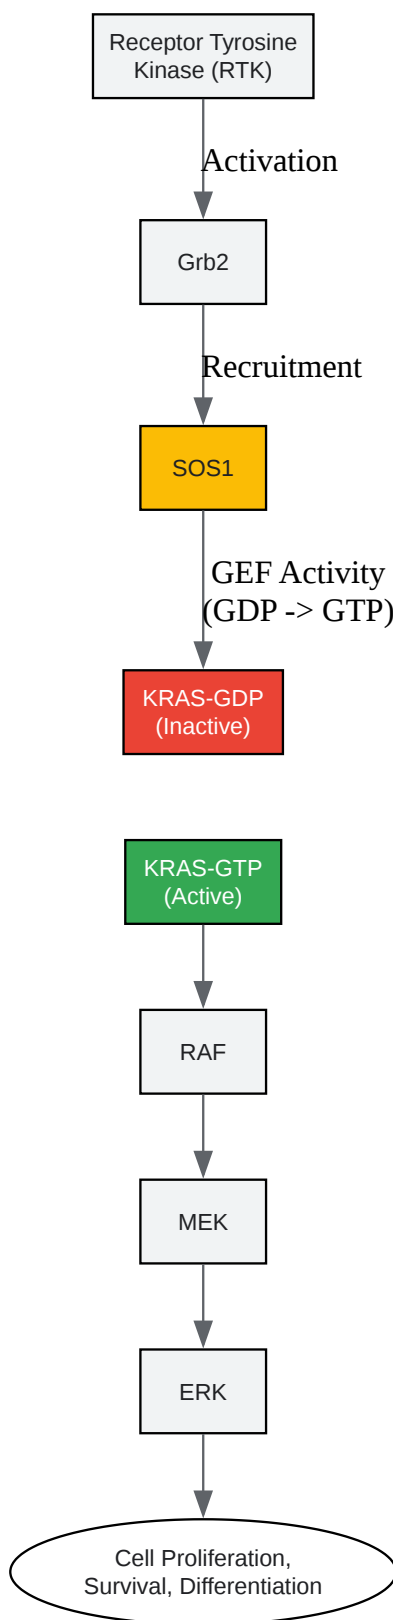 Receptor Tyrosine
Kinase (RTK)
Activation
Grb2
Recruitment
SOS1
GEF Activity
(GDP -> GTP)
KRAS-GDP
(Inactive)
KRAS-GTP
(Active)
RAF
MEK
ERK
Cell Proliferation,
Survival, Differentiation